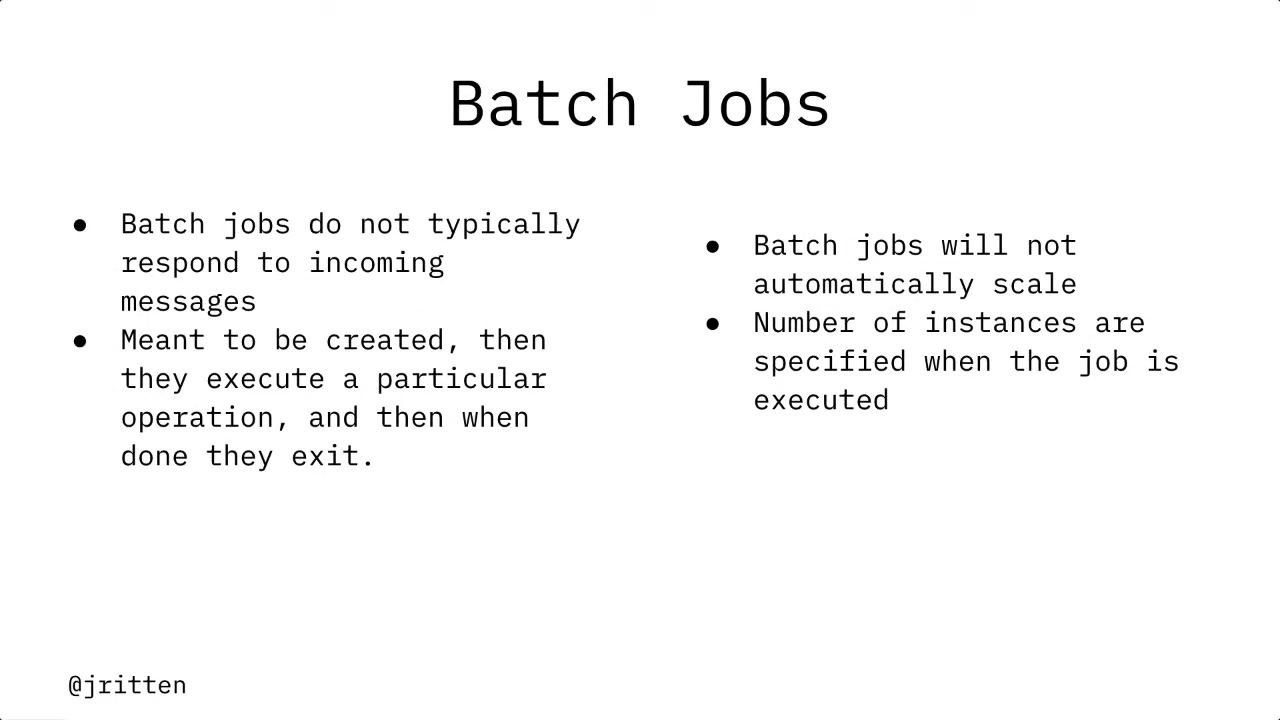 Batch Jobs
● Batch jobs do not typically
respond to incoming
messages
● Meant to be created, then
they execute a particular
operation, and then when
done they exit.
● Batch jobs will not
automatically scale
● Number of instances are
specified when the job is
executed
@jritten